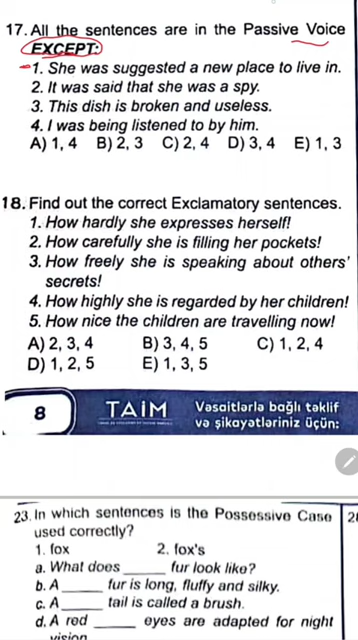 17. All the sentences are in the Passive Voice
EXCEPT:
1. She was suggested a new place to live in.
2. It was said that she was a spy.
3. This dish is broken and useless.
4. I was being listened to by him.
A) 1, 4 B) 2, 3 C) 2, 4 D) 3, 4 E) 1, 3
18. Find out the correct Exclamatory sentences.
1. How hardly she expresses herself!
2. How carefully she is filling her pockets!
3. How freely she is speaking about others'
secrets!
4. How highly she is regarded by her children!
5. How nice the children are travelling now!
A) 2, 3, 4 B) 3, 4, 5 C) 1, 2, 4
D) 1, 2, 5 E) 1, 3, 5
8 TAİM Vəsaitlərlə bağlı təklif
və şikayətləriniz üçün:
23. In which sentences is the Possessive Case
used correctly?
1. fox 2. fox's
a. What does ______ fur look like?
b. A ______ fur is long, fluffy and silky.
c. A ______ tail is called a brush.
d. A red ______ eyes are adapted for night
vision